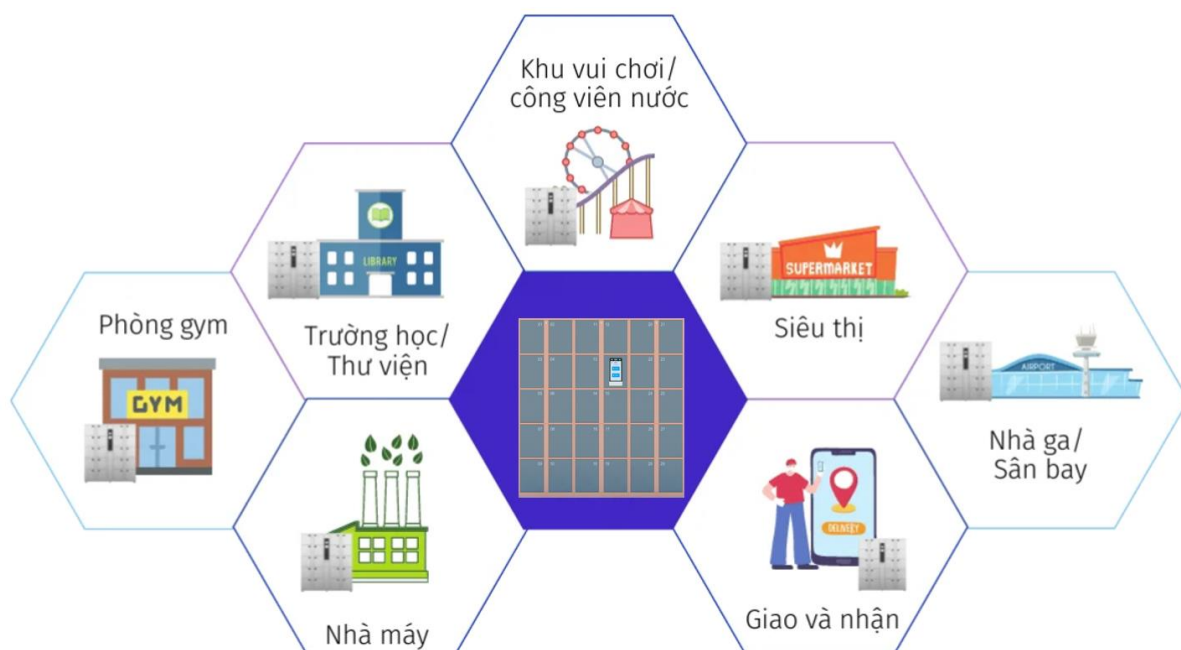 Khu vui chơi/
công viên nước
LIBRARY
Trường học/
Thư viện
SUPERMARKET
Siêu thị
Phòng gym
GYM
AIRPORT
Nhà ga/
Sân bay
Nhà máy
DELIVERY
Giao và nhận